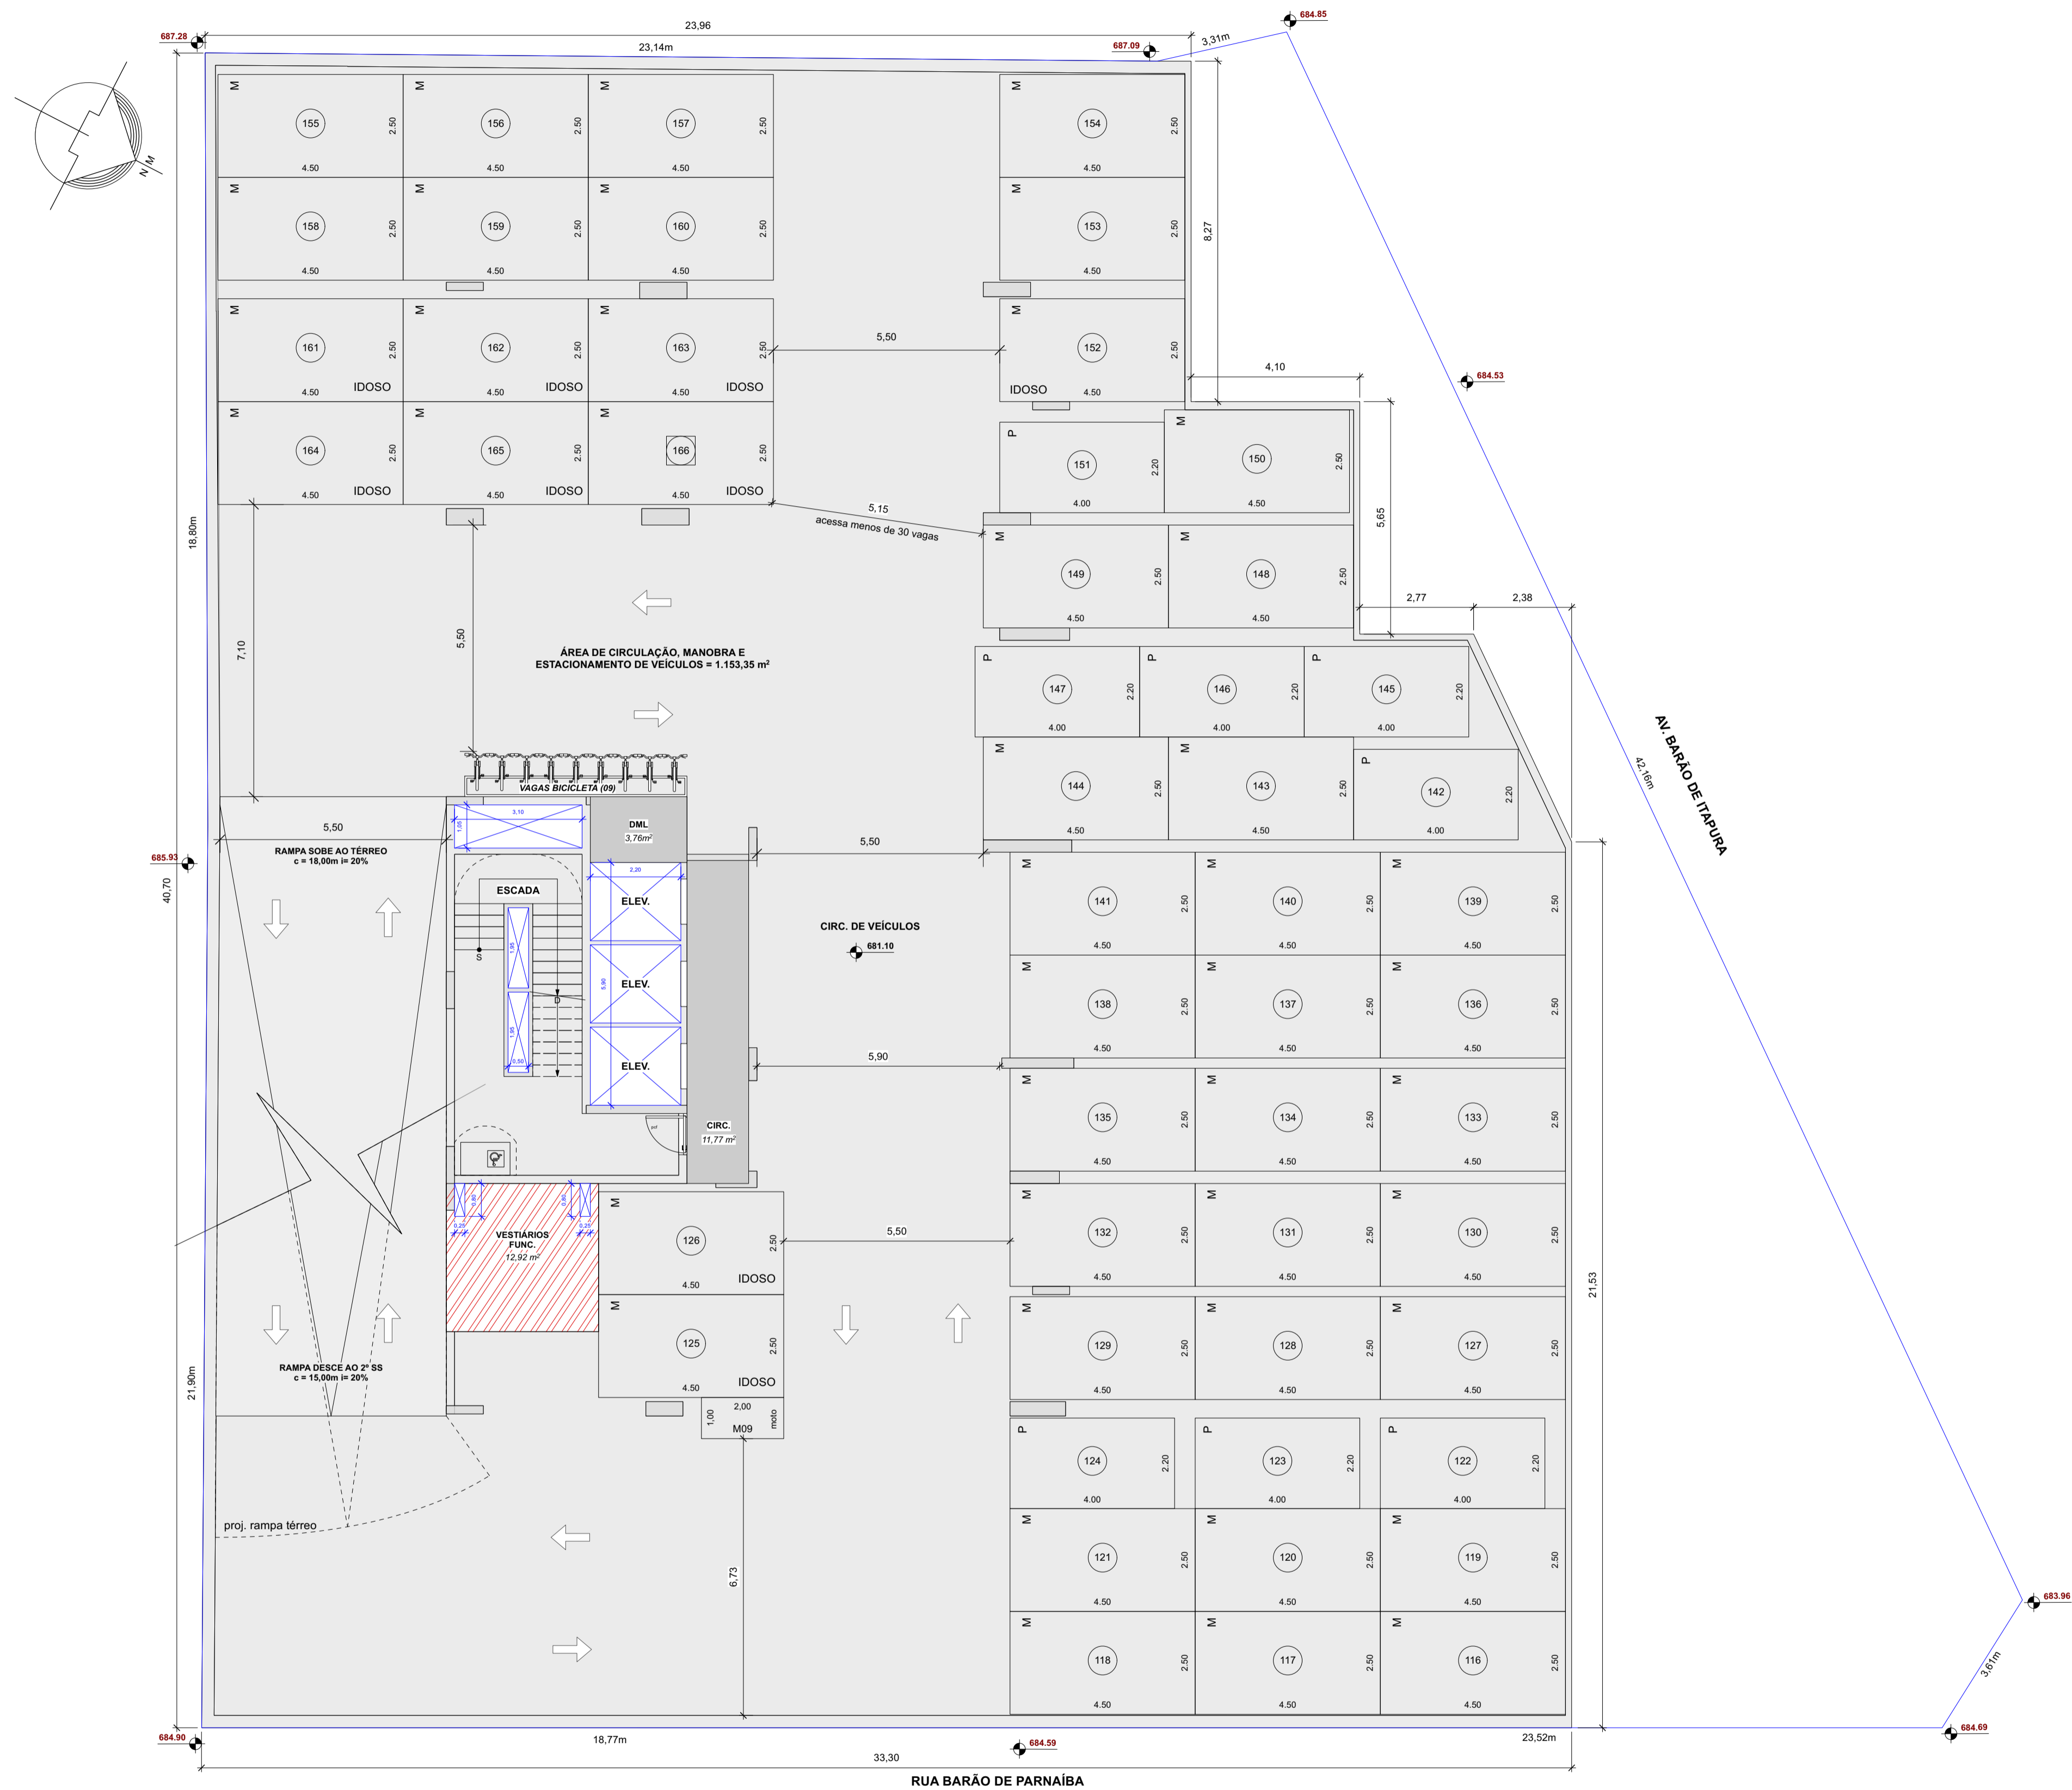 23,96
684.85
687.28
23,14m
687.09
3,31m
N/M
M
155
2.50
4.50
M
156
2.50
4.50
M
157
2.50
4.50
M
154
2.50
4.50
M
158
2.50
4.50
M
159
2.50
4.50
M
160
2.50
4.50
M
153
2.50
4.50
8,27
M
161
2.50
4.50
IDOSO
M
162
2.50
4.50
IDOSO
M
163
2.50
4.50
IDOSO
5,50
M
152
2.50
IDOSO
4.50
4,10
684.53
M
164
2.50
4.50
IDOSO
M
165
2.50
4.50
IDOSO
M
166
2.50
4.50
IDOSO
P
151
2.20
4.00
M
150
2.50
4.50
5,15
acessa menos de 30 vagas
18,80m
5,65
M
149
2.50
4.50
M
148
2.50
4.50
2,77
2,38
7,10
5,50
ÁREA DE CIRCULAÇÃO, MANOBRA E
ESTACIONAMENTO DE VEÍCULOS = 1.153,35 m²
P
147
2.20
4.00
P
146
2.20
4.00
P
145
2.20
4.00
AV. BARÃO DE ITAPURA
42,16m
M
144
2.50
4.50
M
143
2.50
4.50
P
142
2.20
4.00
VAGAS BICICLETA (09)
3,10
1,05
DML
3,76m²
5,50
5,50
RAMPA SOBE AO TÉRREO
c = 18,00m i= 20%
685.93
40,70
2,20
ESCADA
ELEV.
S
1,95
ELEV.
5,90
D
1,95
0,50
ELEV.
CIRC. DE VEÍCULOS
681.10
M
141
2.50
4.50
M
140
2.50
4.50
M
139
2.50
4.50
M
138
2.50
4.50
M
137
2.50
4.50
M
136
2.50
4.50
5,90
M
135
2.50
4.50
M
134
2.50
4.50
M
133
2.50
4.50
pcf
CIRC.
11,77 m²
0,80
0,80
0,25
0,25
VESTIÁRIOS
FUNC.
12,92 m²
M
126
2.50
4.50
IDOSO
5,50
M
132
2.50
4.50
M
131
2.50
4.50
M
130
2.50
4.50
21,53
M
125
2.50
4.50
IDOSO
M
129
2.50
4.50
M
128
2.50
4.50
M
127
2.50
4.50
RAMPA DESCE AO 2º SS
c = 15,00m i= 20%
21,90m
1,00
2,00
moto
M09
P
124
2.20
4.00
P
123
2.20
4.00
P
122
2.20
4.00
proj. rampa térreo
6,73
M
121
2.50
4.50
M
120
2.50
4.50
M
119
2.50
4.50
683.96
M
118
2.50
4.50
M
117
2.50
4.50
M
116
2.50
4.50
3,61m
684.90
18,77m
684.59
23,52m
684.69
33,30
RUA BARÃO DE PARNAÍBA